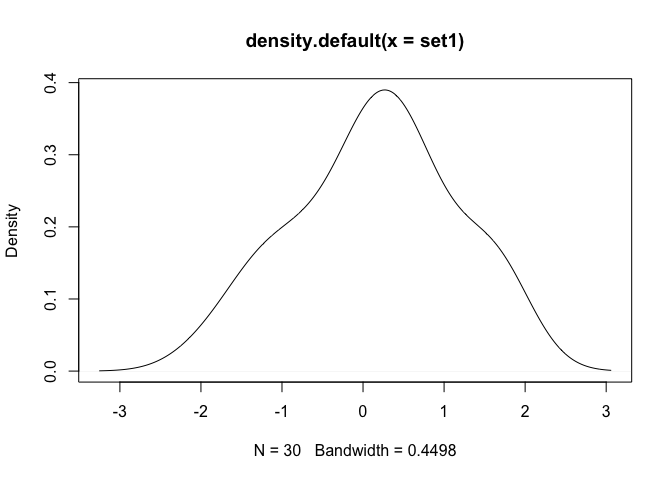 density.default(x = set1)
Density
0.4
0.3
0.2
0.1
0.0
-3 -2 -1 0 1 2 3
N = 30 Bandwidth = 0.4498